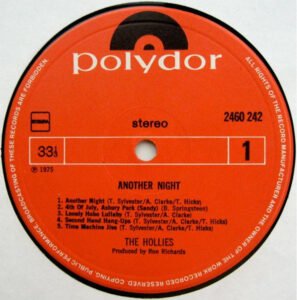 polydor
stereo
2460 242
33⅓
1
℗ 1975
ANOTHER NIGHT
1. Another Night (T. Sylvester/A. Clarke/T. Hicks)
2. 4th Of July, Asbury Park (Sandy) (B. Springsteen)
3. Lonely Hobo Lullaby (T. Sylvester/A. Clarke)
4. Second Hand Hang-Ups (T. Sylvester/A. Clarke/T. Hicks)
5. Time Machine Jive (T. Sylvester/A. Clarke/T. Hicks)
THE HOLLIES
Produced by Ron Richards
ALL RIGHTS OF THE MANUFACTURER AND THE OWNER OF THE WORK RECORDED RESERVED. COPYING, PUBLIC PERFORMANCE, BROADCASTING OF THESE RECORDS ARE FORBIDDEN.